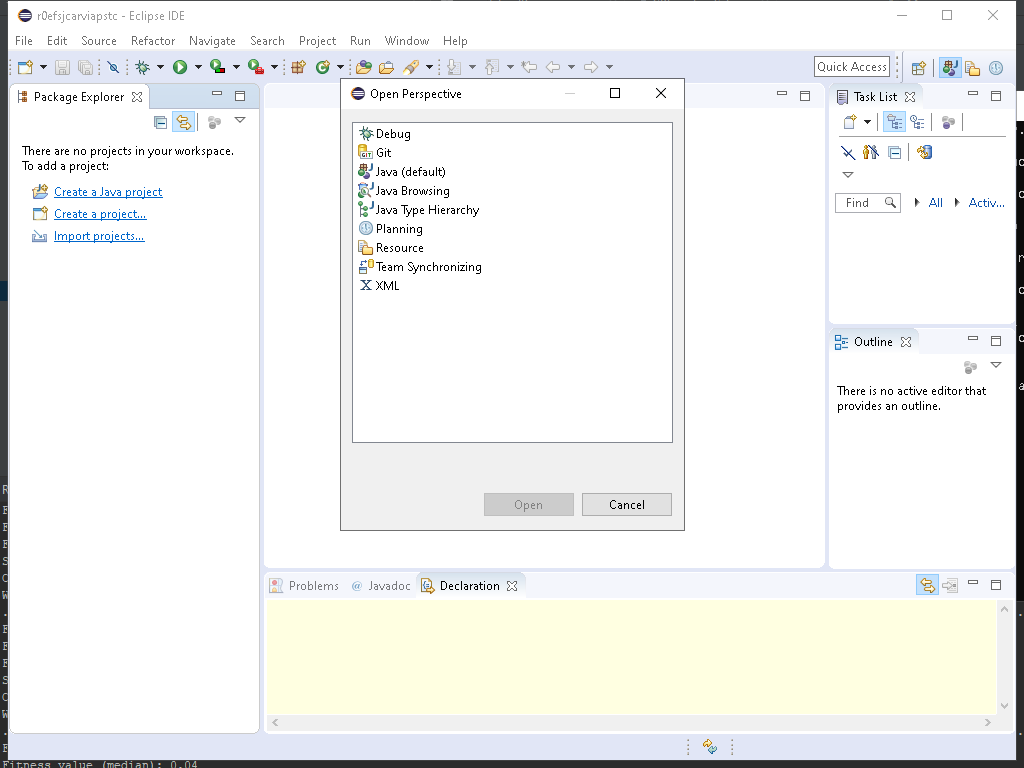 r0efsjcarviapstc - Eclipse IDE
File Edit Source Refactor Navigate Search Project Run Window Help
Quick Access
Package Explorer
There are no projects in your workspace.
To add a project:
Create a Java project
Create a project...
Import projects...
Open Perspective
Debug
Git
Java (default)
Java Browsing
Java Type Hierarchy
Planning
Resource
Team Synchronizing
XML
Open Cancel
Task List
Find All Activ...
Outline
There is no active editor that
provides an outline.
Problems @ Javadoc Declaration
Fitness value (median): 0.04